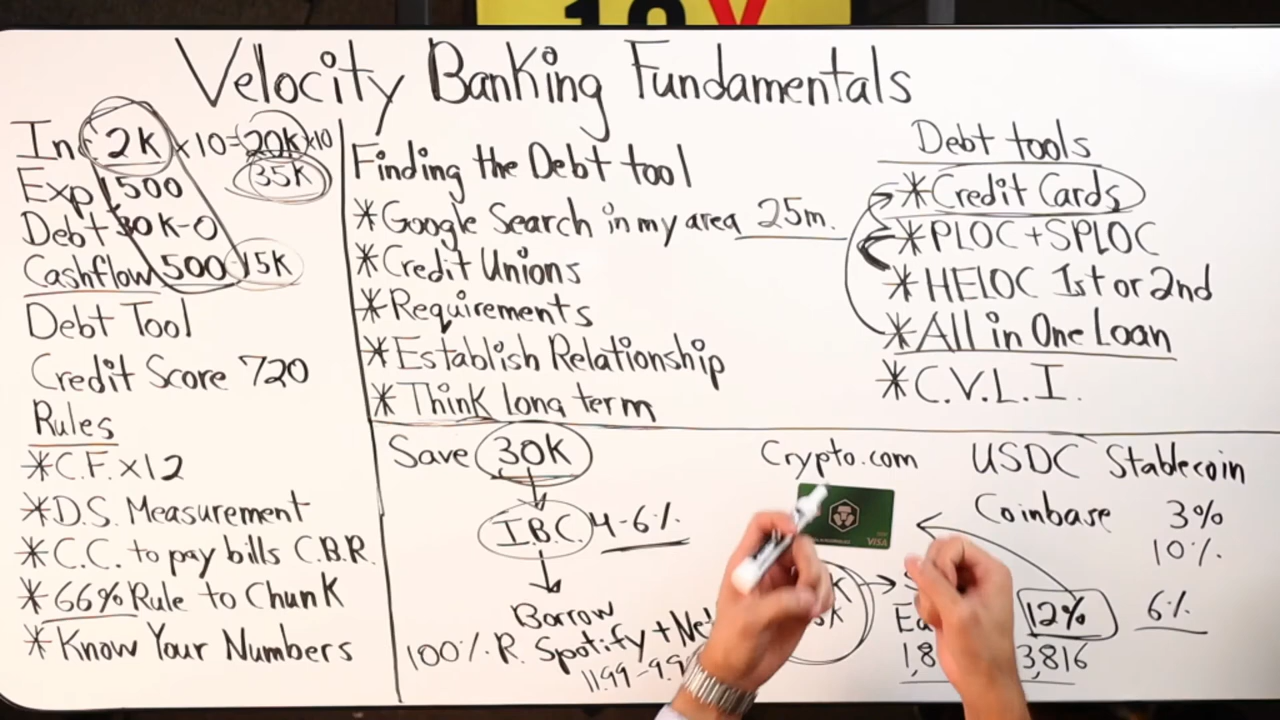 Velocity Banking Fundamentals
In 2K x10=20K x10
35K
Exp 1500
Debt 30K-0
Cashflow 500 15K
Debt Tool
Credit Score 720
Rules
*C.F. x12
*D.S. Measurement
*C.C. to pay bills C.B.R.
*66% Rule to Chunk
*Know Your Numbers
Finding the Debt tool
*Google Search in my area 25m.
*Credit Unions
*Requirements
*Establish Relationship
*Think long term
Debt tools
*Credit Cards
*PLOC + SPLOC
*HELOC 1st or 2nd
*All in One Loan
*C.V.L.I.
Save 30K
I.B.C. 4-6%
Borrow
100% R. Spotify +
11.99 -
Crypto.com
VISA
USDC Stablecoin
Coinbase 3%
10%
12% 6%
3,816